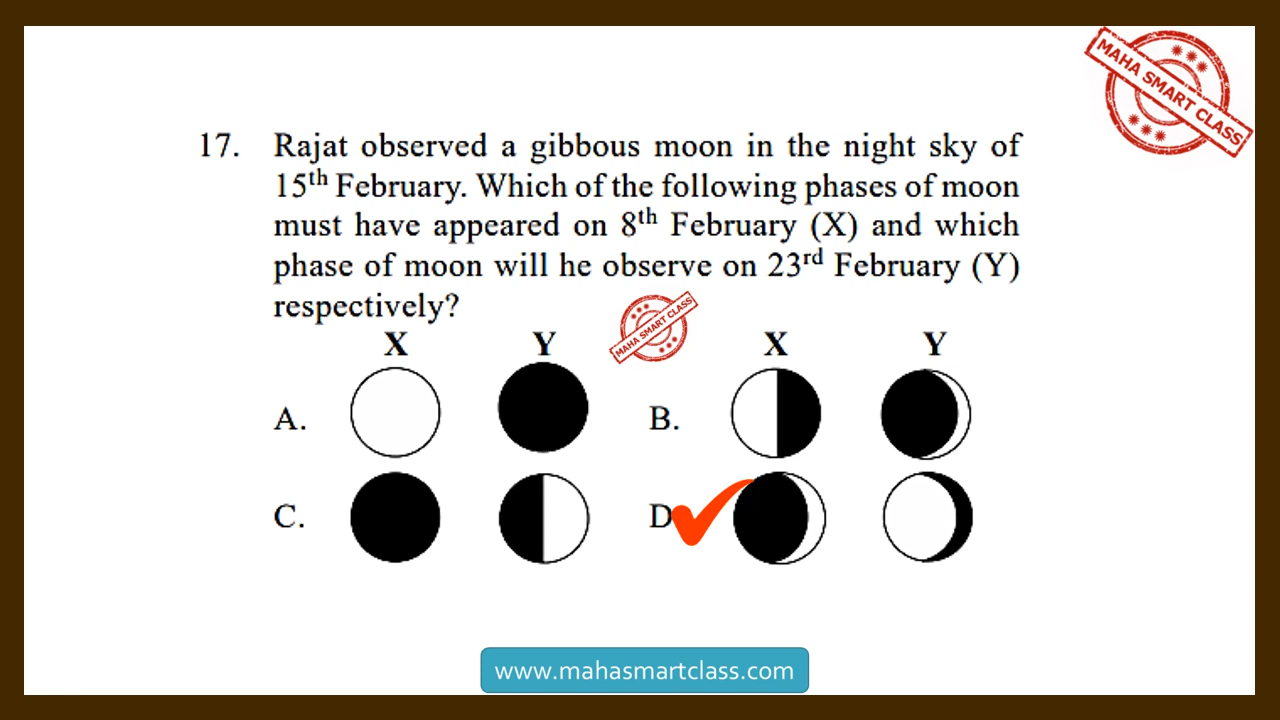 MAHA SMART CLASS
17. Rajat observed a gibbous moon in the night sky of
15th February. Which of the following phases of moon
must have appeared on 8th February (X) and which
phase of moon will he observe on 23rd February (Y)
respectively?
MAHA SMART CLASS
X Y X Y
A. B.
C. D
www.mahasmartclass.com